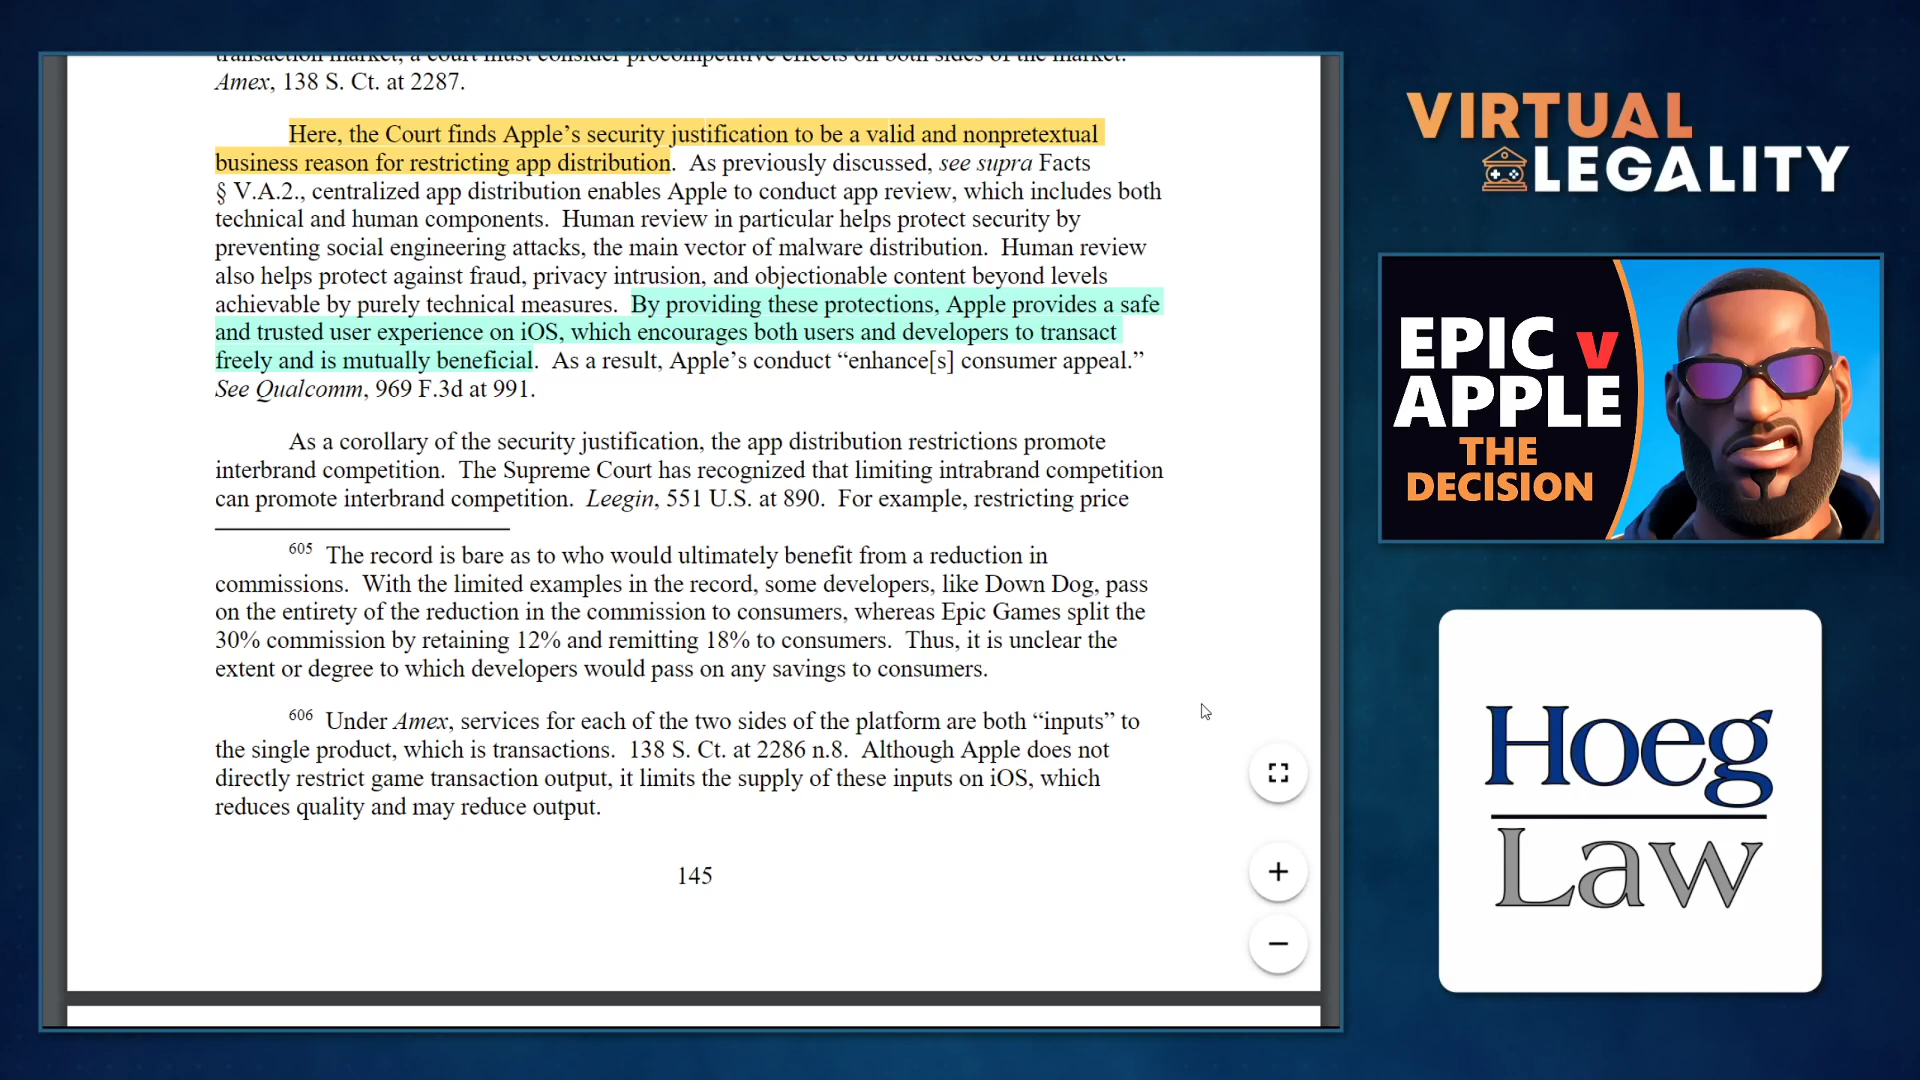 transaction market, a court must consider procompetitive effects on both sides of the market.
Amex, 138 S. Ct. at 2287.
Here, the Court finds Apple’s security justification to be a valid and nonpretextual
business reason for restricting app distribution. As previously discussed, see supra Facts
§ V.A.2., centralized app distribution enables Apple to conduct app review, which includes both
technical and human components. Human review in particular helps protect security by
preventing social engineering attacks, the main vector of malware distribution. Human review
also helps protect against fraud, privacy intrusion, and objectionable content beyond levels
achievable by purely technical measures. By providing these protections, Apple provides a safe
and trusted user experience on iOS, which encourages both users and developers to transact
freely and is mutually beneficial. As a result, Apple’s conduct “enhance[s] consumer appeal.”
See Qualcomm, 969 F.3d at 991.
As a corollary of the security justification, the app distribution restrictions promote
interbrand competition. The Supreme Court has recognized that limiting intrabrand competition
can promote interbrand competition. Leegin, 551 U.S. at 890. For example, restricting price
605 The record is bare as to who would ultimately benefit from a reduction in
commissions. With the limited examples in the record, some developers, like Down Dog, pass
on the entirety of the reduction in the commission to consumers, whereas Epic Games split the
30% commission by retaining 12% and remitting 18% to consumers. Thus, it is unclear the
extent or degree to which developers would pass on any savings to consumers.
606 Under Amex, services for each of the two sides of the platform are both “inputs” to
the single product, which is transactions. 138 S. Ct. at 2286 n.8. Although Apple does not
directly restrict game transaction output, it limits the supply of these inputs on iOS, which
reduces quality and may reduce output.
145
VIRTUAL
LEGALITY
EPIC v
APPLE
THE
DECISION
Hoeg
Law